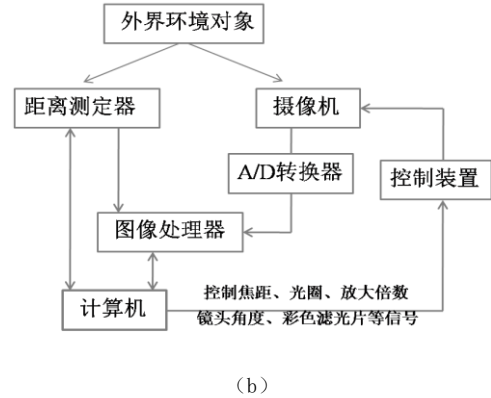 外界环境对象
距离测定器
摄像机
A/D转换器
控制装置
图像处理器
计算机
控制焦距、光圈、放大倍数
镜头角度、彩色滤光片等信号
（b）